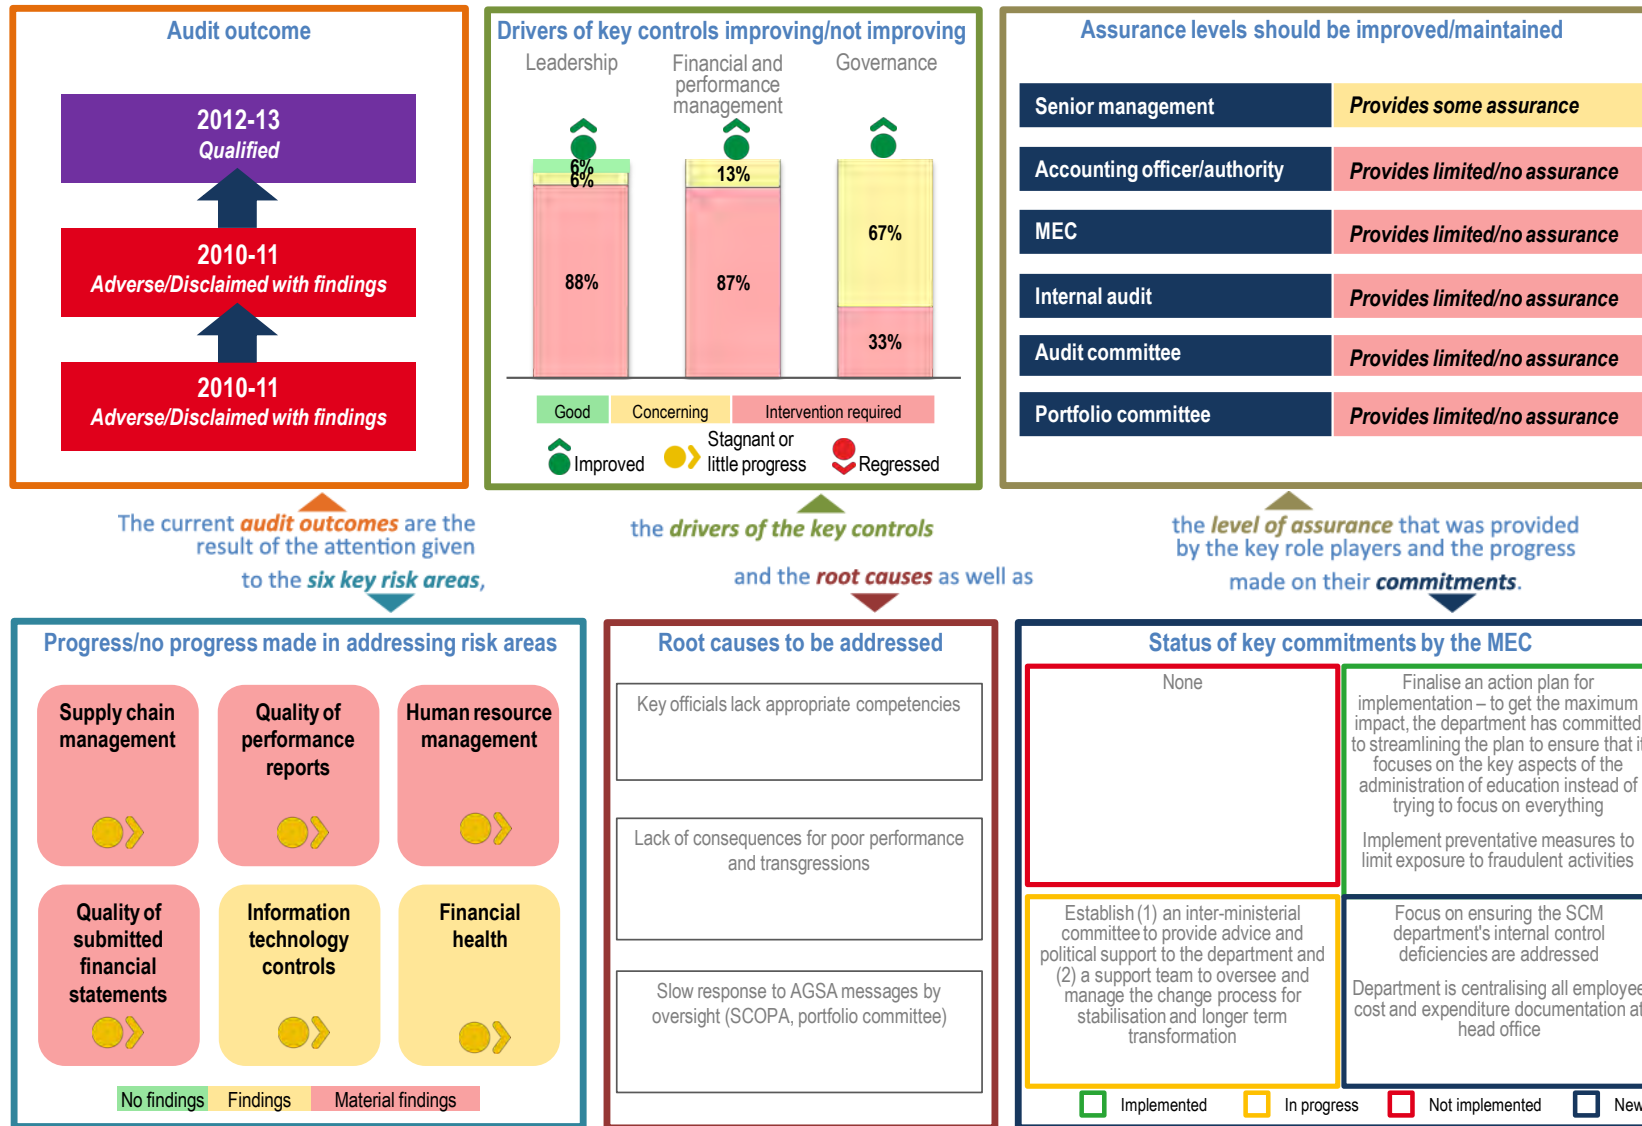 Audit outcome
2012-13
Qualified
2010-11
Adverse/Disclaimed with findings
2010-11
Adverse/Disclaimed with findings
Drivers of key controls improving/not improving
Leadership
Financial and
performance
management
Governance
6%
6%
88%
13%
87%
67%
33%
Good
Concerning
Intervention required
Improved
Stagnant or
little progress
Regressed
Assurance levels should be improved/maintained
Senior management
Provides some assurance
Accounting officer/authority
Provides limited/no assurance
MEC
Provides limited/no assurance
Internal audit
Provides limited/no assurance
Audit committee
Provides limited/no assurance
Portfolio committee
Provides limited/no assurance
The current audit outcomes are the
result of the attention given
to the six key risk areas,
the drivers of the key controls
and the root causes as well as
the level of assurance that was provided
by the key role players and the progress
made on their commitments.
Progress/no progress made in addressing risk areas
Supply chain
management
Quality of
performance
reports
Human resource
management
Quality of
submitted
financial
statements
Information
technology
controls
Financial
health
No findings
Findings
Material findings
Root causes to be addressed
Key officials lack appropriate competencies
Lack of consequences for poor performance
and transgressions
Slow response to AGSA messages by
oversight (SCOPA, portfolio committee)
Status of key commitments by the MEC
None
Finalise an action plan for
implementation – to get the maximum
impact, the department has committed
to streamlining the plan to ensure that it
focuses on the key aspects of the
administration of education instead of
trying to focus on everything
Implement preventative measures to
limit exposure to fraudulent activities
Establish (1) an inter-ministerial
committee to provide advice and
political support to the department and
(2) a support team to oversee and
manage the change process for
stabilisation and longer term
transformation
Focus on ensuring the SCM
department's internal control
deficiencies are addressed
Department is centralising all employee
cost and expenditure documentation at
head office
Implemented
In progress
Not implemented
New